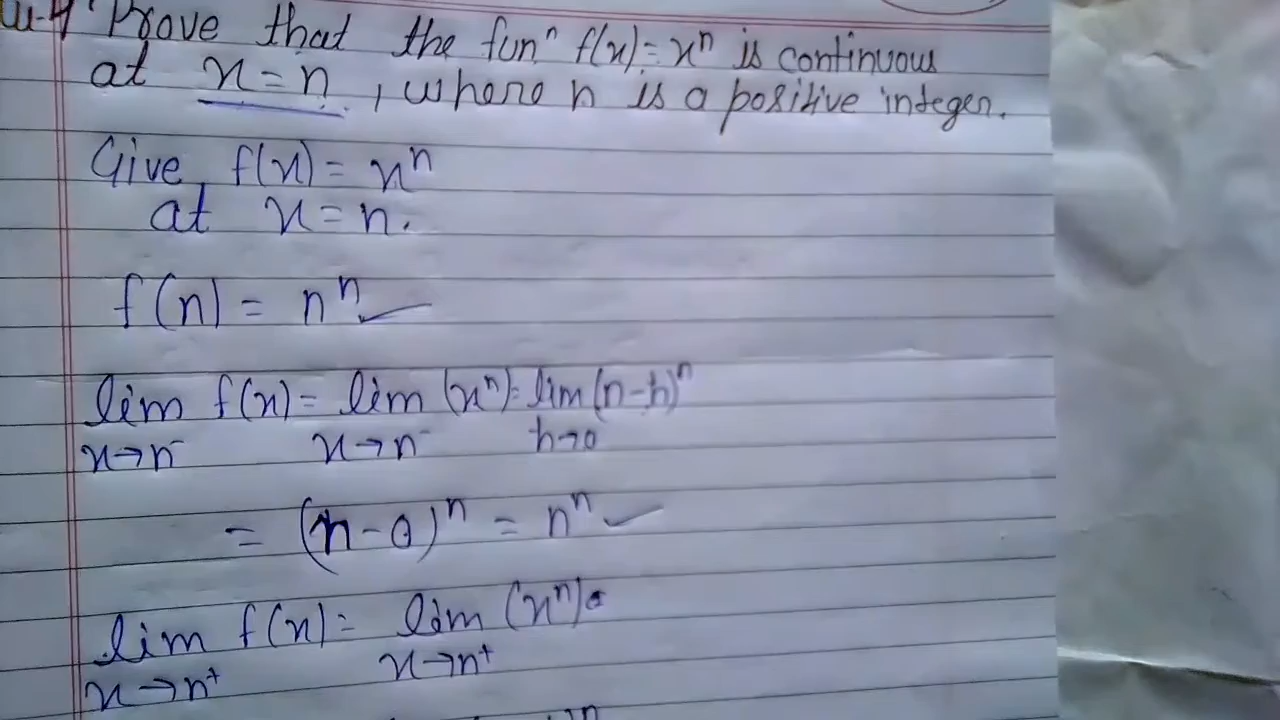 Prove that the funⁿ f(x) = xⁿ is continuous
at x = n, where n is a positive integer.
Give, f(x) = xⁿ
at x = n.
f(n) = nⁿ
lim f(x) = lim (xⁿ) = lim (n-h)ⁿ
x→n⁻ x→n⁻ h→0
= (n-0)ⁿ = nⁿ
lim f(x) = lim (xⁿ)
x→n⁺ x→n⁺